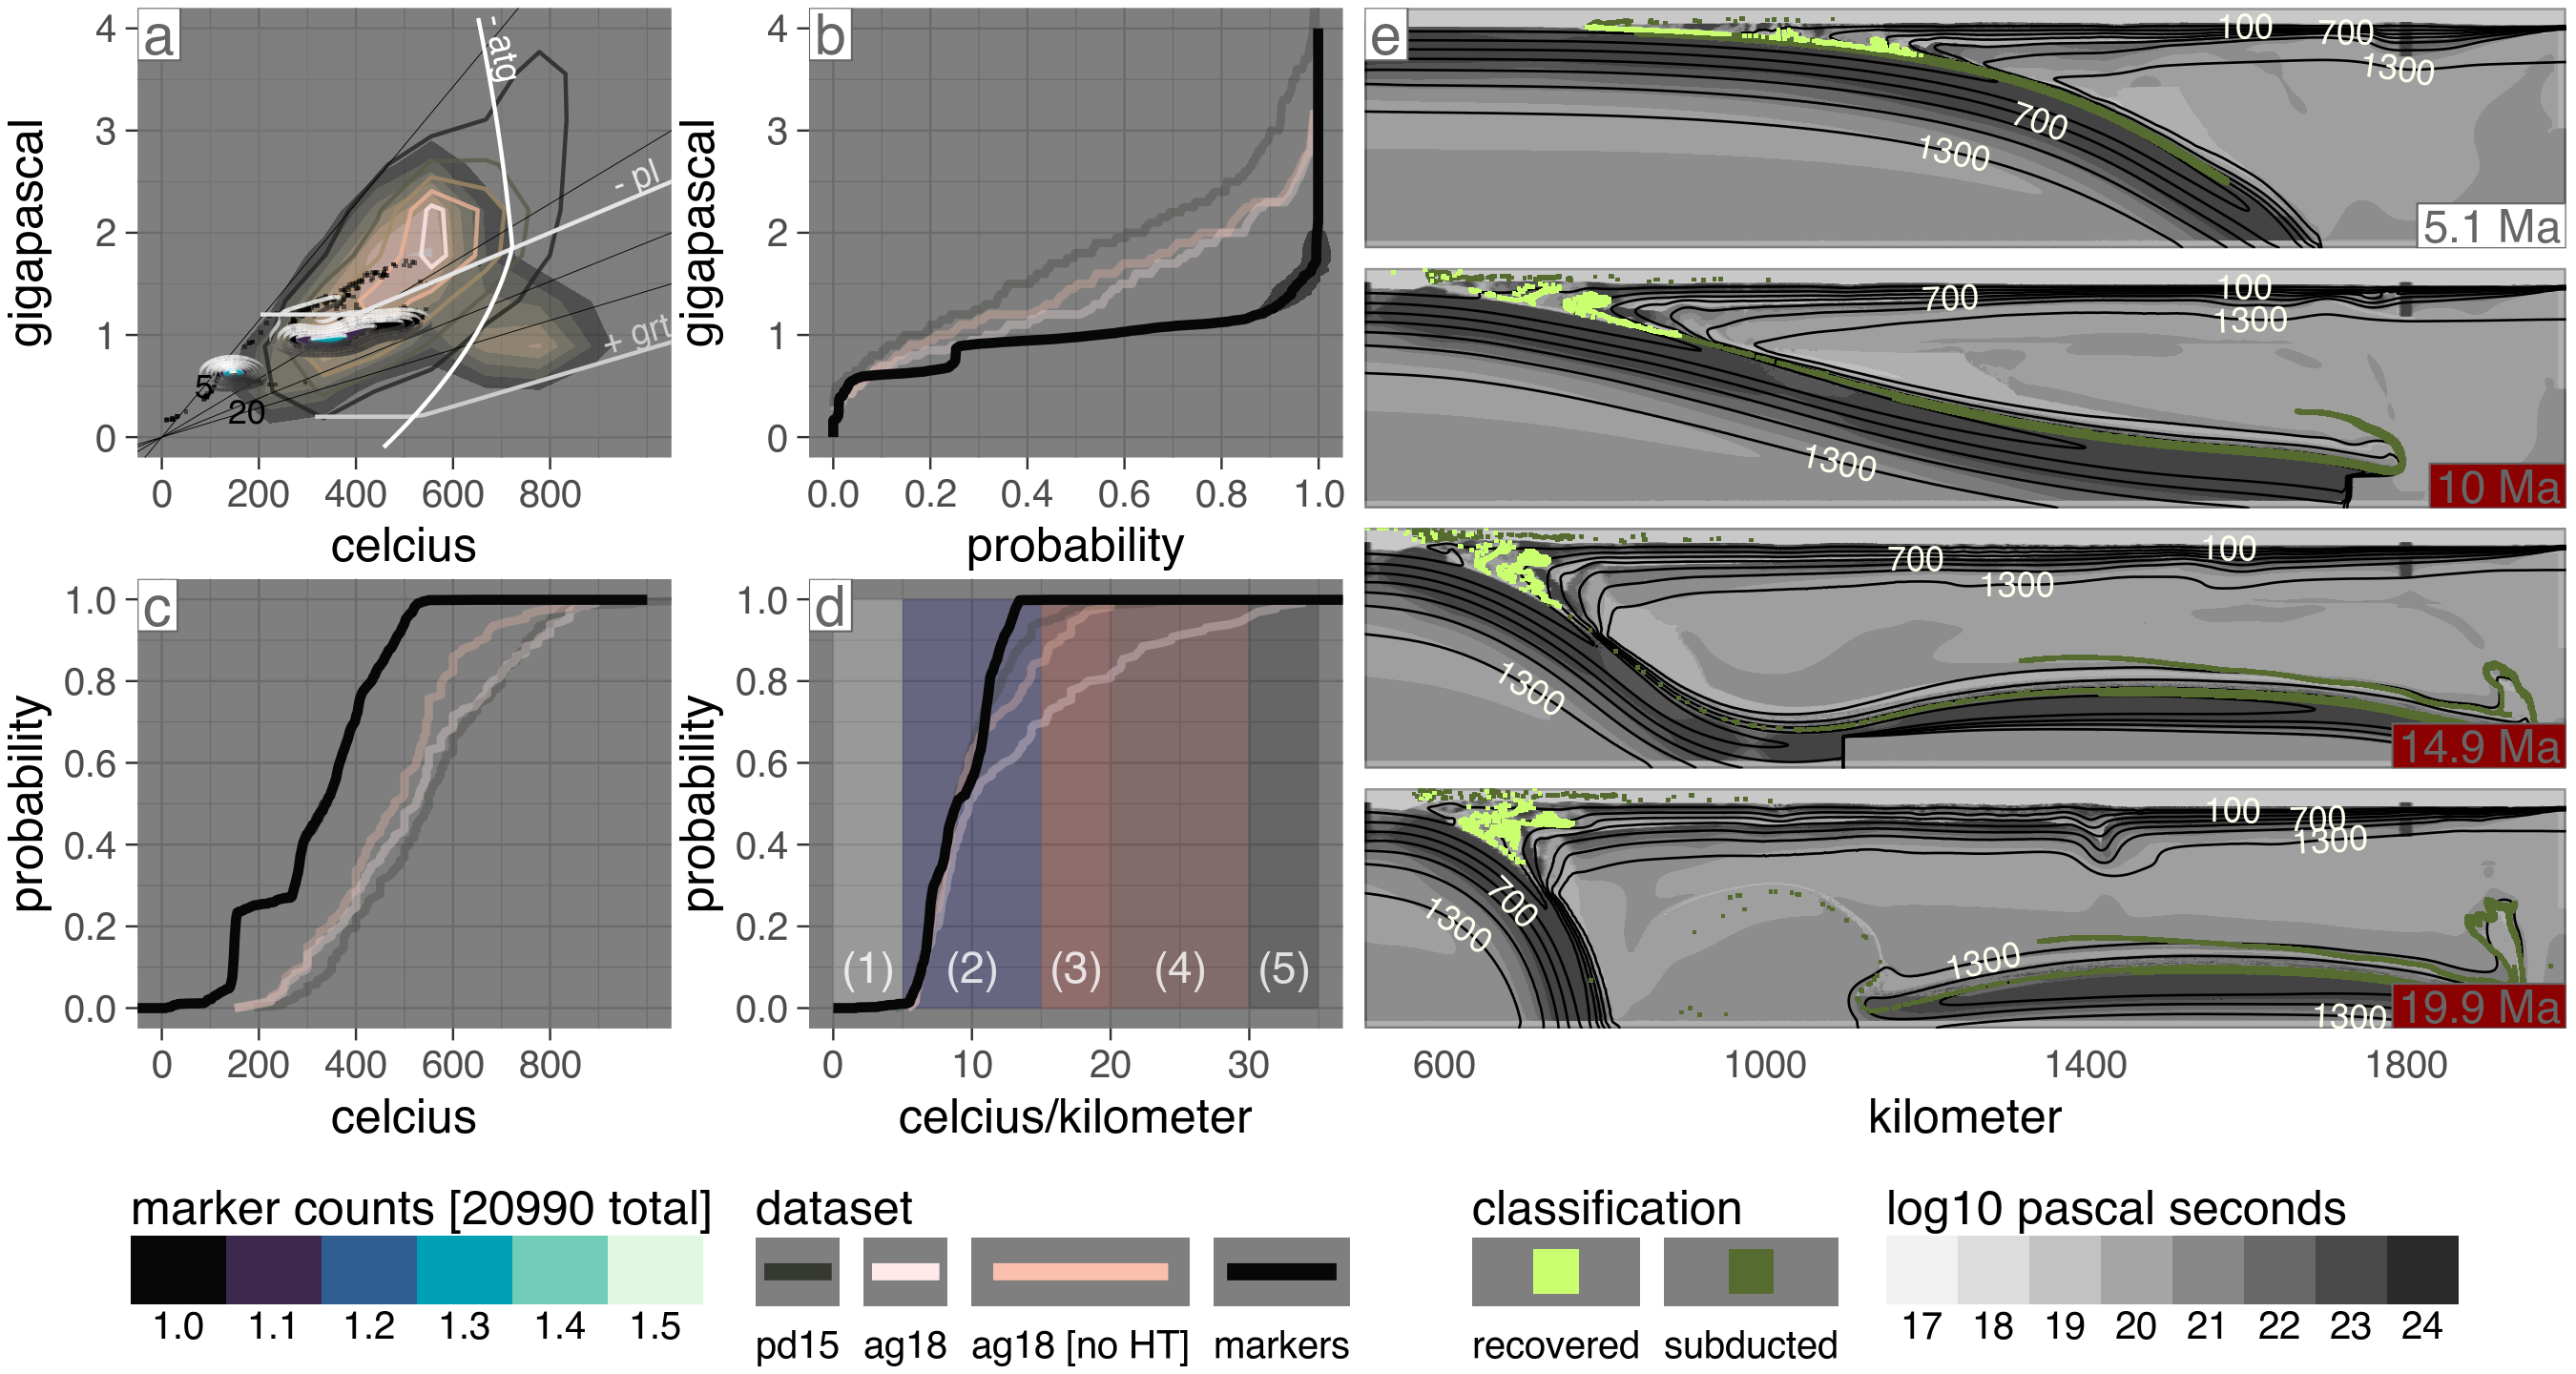 a
gigapascal
4
3
2
1
0
- atg
- pl
+ grt
5
20
0 200 400 600 800
celcius
b
gigapascal
4
3
2
1
0
0.0 0.2 0.4 0.6 0.8 1.0
probability
c
probability
1.0
0.8
0.6
0.4
0.2
0.0
0 200 400 600 800
celcius
d
probability
1.0
0.8
0.6
0.4
0.2
0.0
(1) (2) (3) (4) (5)
0 10 20 30
celcius/kilometer
e
100 700
1300
700
1300
5.1 Ma
100
700
1300
1300
10 Ma
100
700
1300
1300
14.9 Ma
100
700
1300
700
1300
1300
1300
19.9 Ma
600 1000 1400 1800
kilometer
marker counts [20990 total]
1.0 1.1 1.2 1.3 1.4 1.5
dataset
pd15 ag18 ag18 [no HT] markers
classification
recovered subducted
log10 pascal seconds
17 18 19 20 21 22 23 24